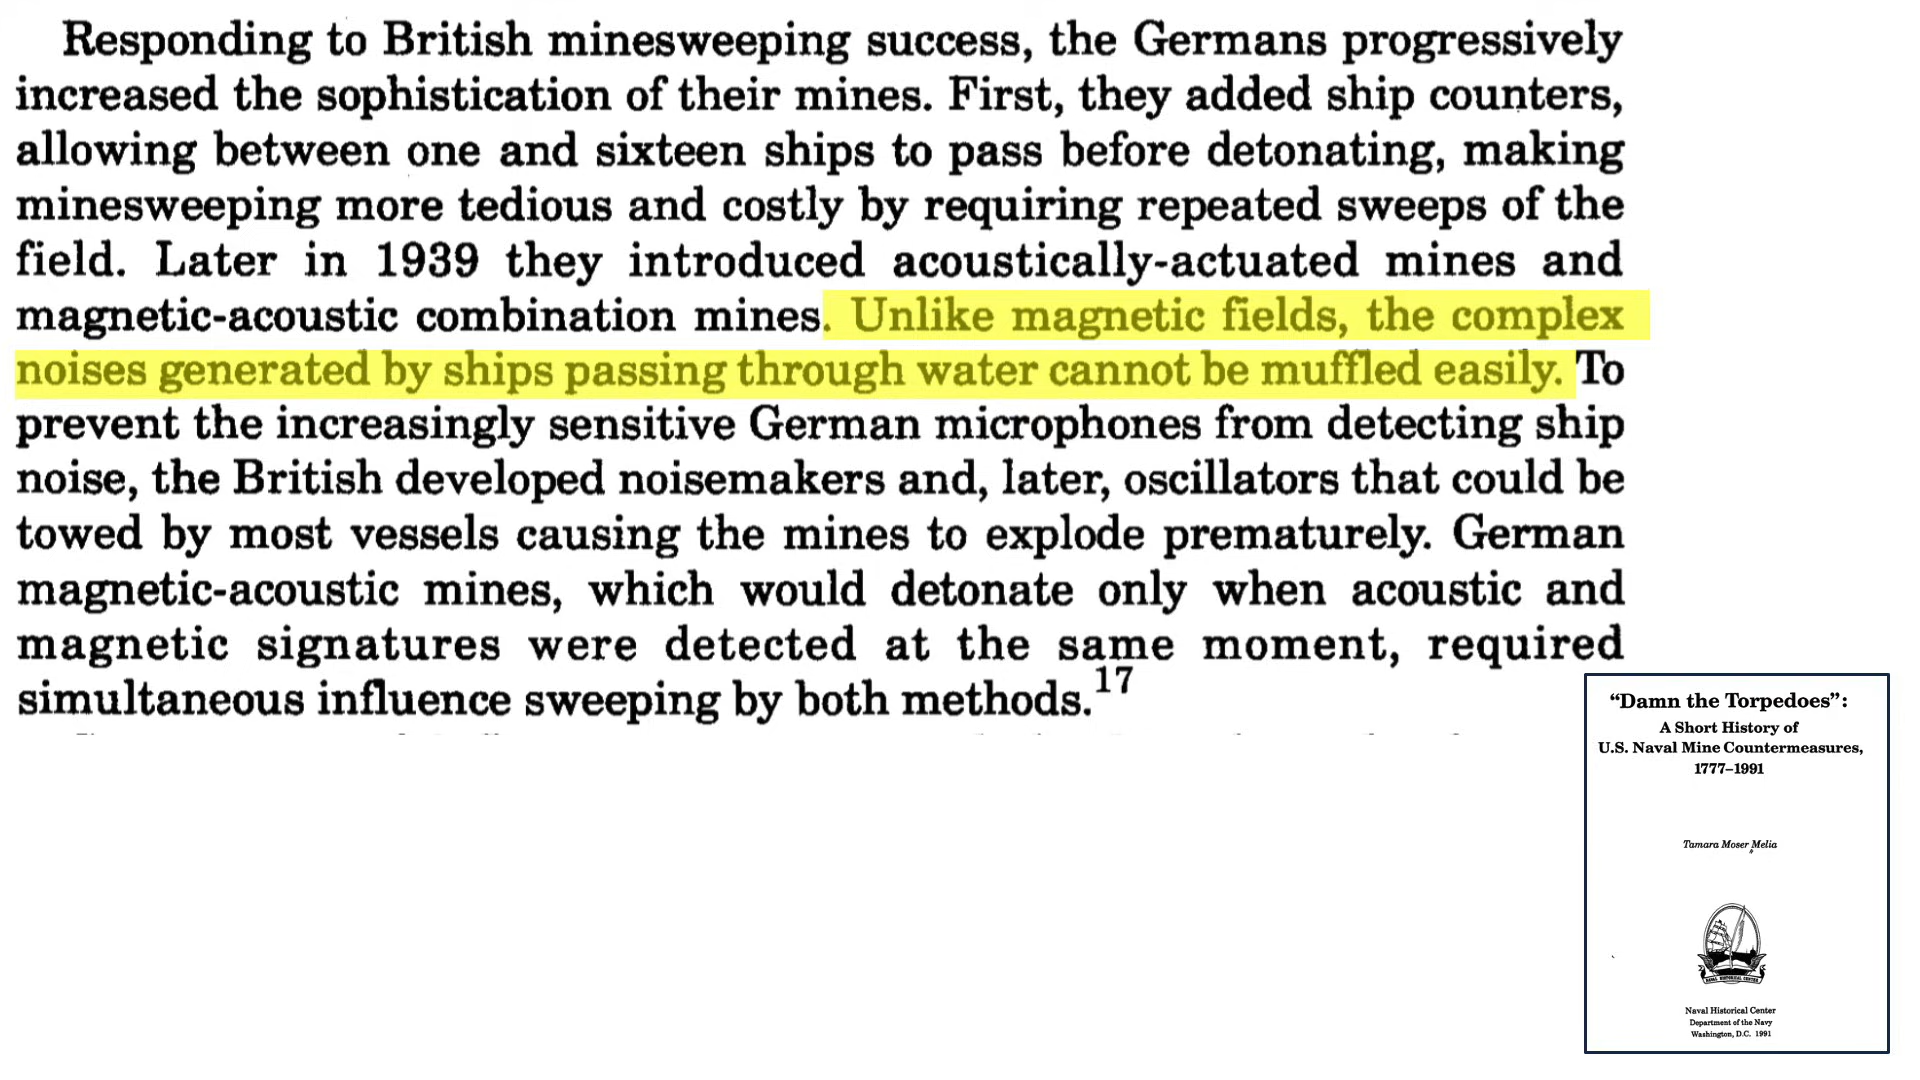 Responding to British minesweeping success, the Germans progressively
increased the sophistication of their mines. First, they added ship counters,
allowing between one and sixteen ships to pass before detonating, making
minesweeping more tedious and costly by requiring repeated sweeps of the
field. Later in 1939 they introduced acoustically-actuated mines and
magnetic-acoustic combination mines. Unlike magnetic fields, the complex
noises generated by ships passing through water cannot be muffled easily. To
prevent the increasingly sensitive German microphones from detecting ship
noise, the British developed noisemakers and, later, oscillators that could be
towed by most vessels causing the mines to explode prematurely. German
magnetic-acoustic mines, which would detonate only when acoustic and
magnetic signatures were detected at the same moment, required
simultaneous influence sweeping by both methods.17
“Damn the Torpedoes”:
A Short History of
U.S. Naval Mine Countermeasures,
1777–1991
Tamara Moser Melia
Naval Historical Center
Department of the Navy
Washington, D.C. 1991